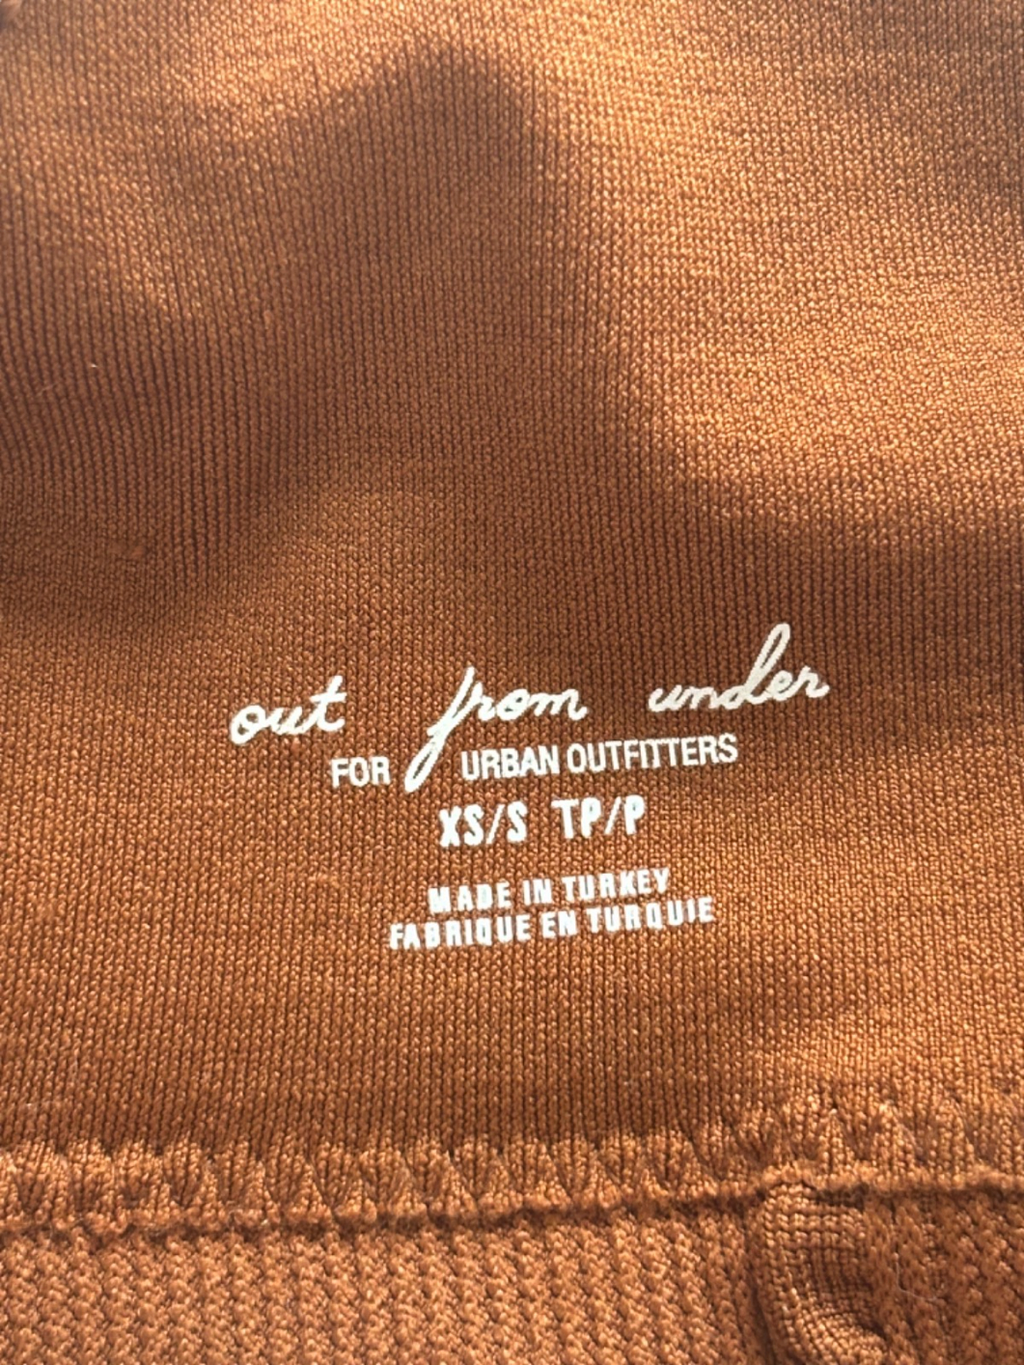 out from under
FOR URBAN OUTFITTERS
XS/S TP/P
MADE IN TURKEY
FABRIQUE EN TURQUIE